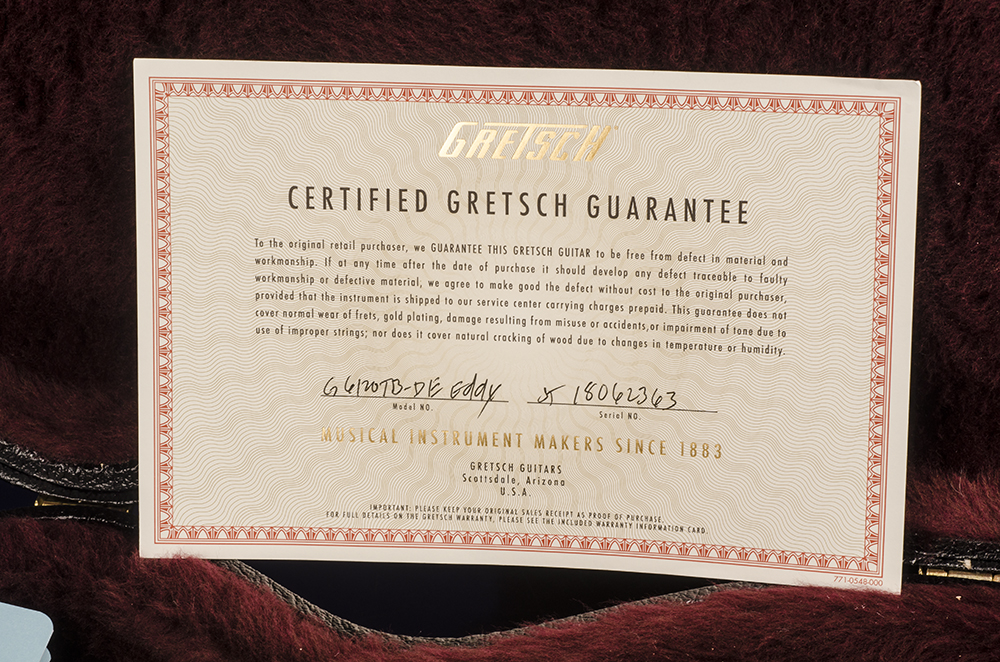 GRETSCH
CERTIFIED GRETSCH GUARANTEE
To the original retail purchaser, we GUARANTEE THIS GRETSCH GUITAR to be free from defect in material and
workmanship. If at any time after the date of purchase it should develop any defect traceable to faulty
workmanship or defective material, we agree to make good the defect without cost to the original purchaser,
provided that the instrument is shipped to our service center carrying charges prepaid. This guarantee does not
cover normal wear of frets, gold plating, damage resulting from misuse or accidents,or impairment of tone due to
use of improper strings; nor does it cover natural cracking of wood due to changes in temperature or humidity.
G6120TB-DE Eddy JT 18062363
Model NO. Serial NO.
MUSICAL INSTRUMENT MAKERS SINCE 1883
GRETSCH GUITARS
Scottsdale, Arizona
U.S.A.
IMPORTANT: PLEASE KEEP YOUR ORIGINAL SALES RECEIPT AS PROOF OF PURCHASE.
FOR FULL DETAILS ON THE GRETSCH WARRANTY, PLEASE SEE THE INCLUDED WARRANTY INFORMATION CARD.
771-0548-000